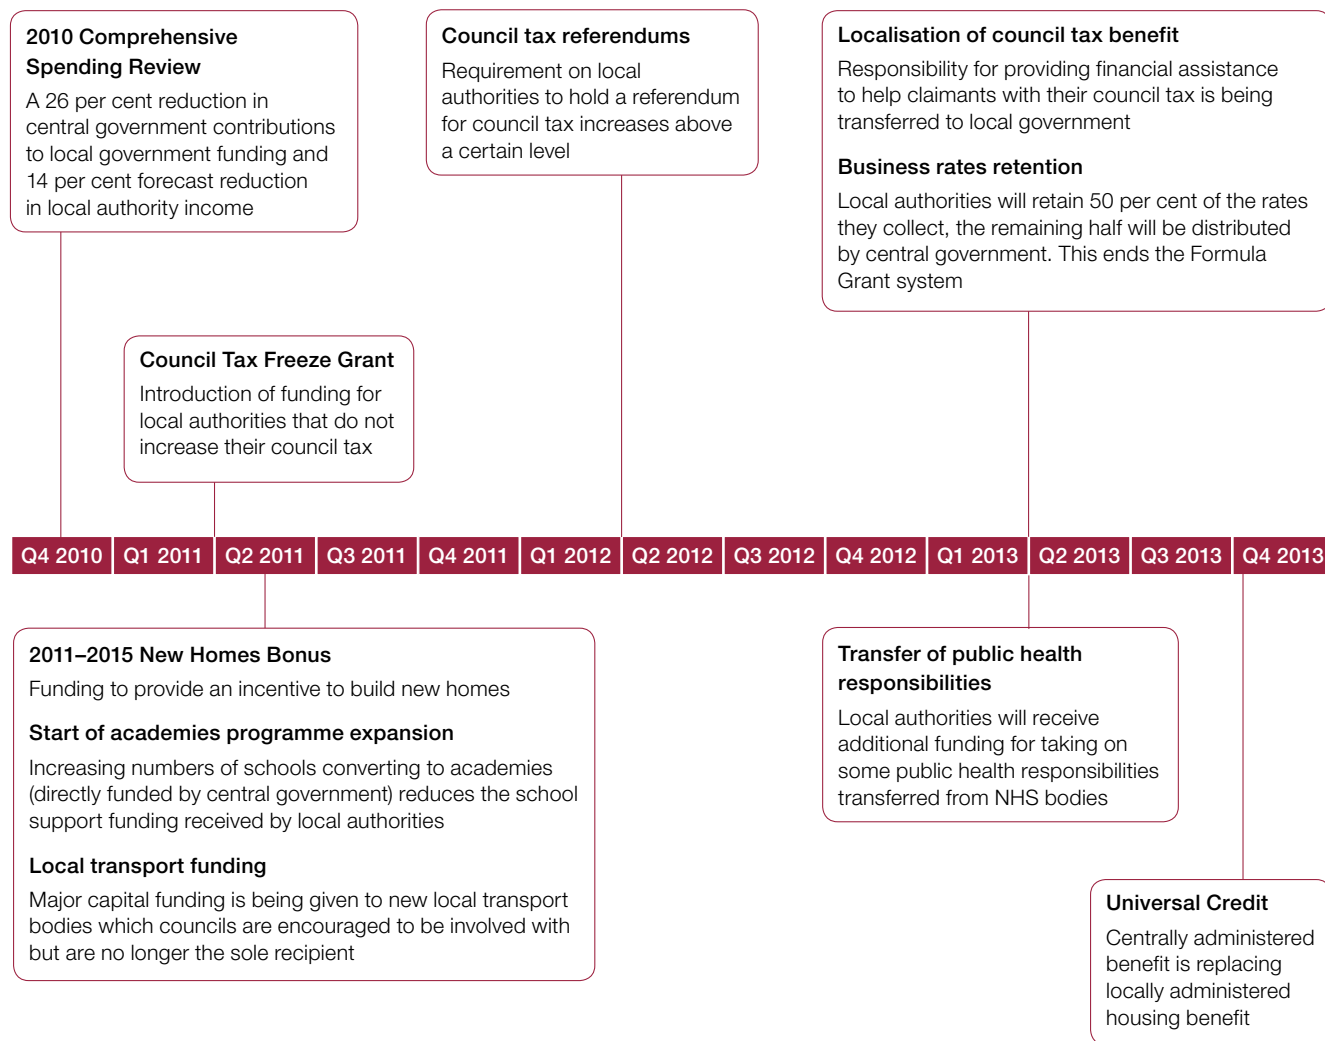 2010 Comprehensive
Spending Review
A 26 per cent reduction in
central government contributions
to local government funding and
14 per cent forecast reduction
in local authority income
Council tax referendums
Requirement on local
authorities to hold a referendum
for council tax increases above
a certain level
Localisation of council tax benefit
Responsibility for providing financial assistance
to help claimants with their council tax is being
transferred to local government
Business rates retention
Local authorities will retain 50 per cent of the rates
they collect, the remaining half will be distributed
by central government. This ends the Formula
Grant system
Council Tax Freeze Grant
Introduction of funding for
local authorities that do not
increase their council tax
Q4 2010 Q1 2011 Q2 2011 Q3 2011 Q4 2011 Q1 2012 Q2 2012 Q3 2012 Q4 2012 Q1 2013 Q2 2013 Q3 2013 Q4 2013
2011–2015 New Homes Bonus
Funding to provide an incentive to build new homes
Start of academies programme expansion
Increasing numbers of schools converting to academies
(directly funded by central government) reduces the school
support funding received by local authorities
Local transport funding
Major capital funding is being given to new local transport
bodies which councils are encouraged to be involved with
but are no longer the sole recipient
Transfer of public health
responsibilities
Local authorities will receive
additional funding for taking on
some public health responsibilities
transferred from NHS bodies
Universal Credit
Centrally administered
benefit is replacing
locally administered
housing benefit